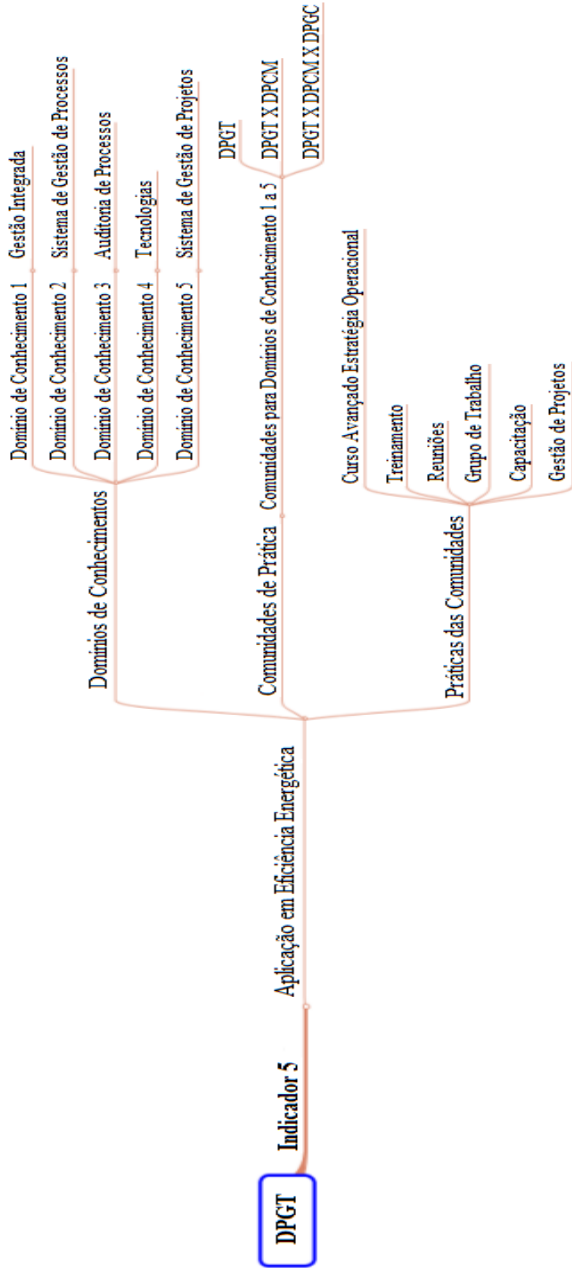 DPGT
Indicador 5
Aplicação em Eficiência Energética
Domínios de Conhecimentos
Domínio de Conhecimento 1
Gestão Integrada
Domínio de Conhecimento 2
Sistema de Gestão de Processos
Domínio de Conhecimento 3
Auditoria de Processos
Domínio de Conhecimento 4
Tecnologias
Domínio de Conhecimento 5
Sistema de Gestão de Projetos
Comunidades de Prática
Comunidades para Domínios de Conhecimento 1 a 5
DPGT
DPGT X DPCM
DPGT X DPCM X DPGC
Práticas das Comunidades
Curso Avançado Estratégia Operacional
Treinamento
Reuniões
Grupo de Trabalho
Capacitação
Gestão de Projetos